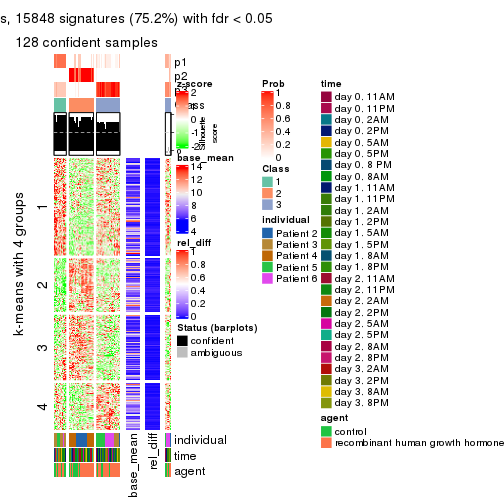 s, 15848 signatures (75.2%) with fdr < 0.05
128 confident samples
p1
p2
p3
z-score
2
-2
0
Silhouette
score
k-means with 4 groups
1
2
3
4
base_mean
14
12
10
8
6
4
rel_diff
1
0.8
0.6
0.4
0.2
0
Status (barplots)
confident
ambiguous
individual
time
agent
base_mean
rel_diff
Prob
1
0.8
0.6
0.4
0.2
0
Class
1
2
3
individual
Patient 2
Patient 3
Patient 4
Patient 5
Patient 6
time
day 0. 11AM
day 0. 11PM
day 0. 2AM
day 0. 2PM
day 0. 5AM
day 0. 5PM
day 0. 8 PM
day 0. 8AM
day 1. 11AM
day 1. 11PM
day 1. 2AM
day 1. 2PM
day 1. 5AM
day 1. 5PM
day 1. 8AM
day 1. 8PM
day 2. 11AM
day 2. 11PM
day 2. 2AM
day 2. 2PM
day 2. 5AM
day 2. 5PM
day 2. 8AM
day 2. 8PM
day 3. 2AM
day 3. 2PM
day 3. 8AM
day 3. 8PM
agent
control
recombinant human growth hormone